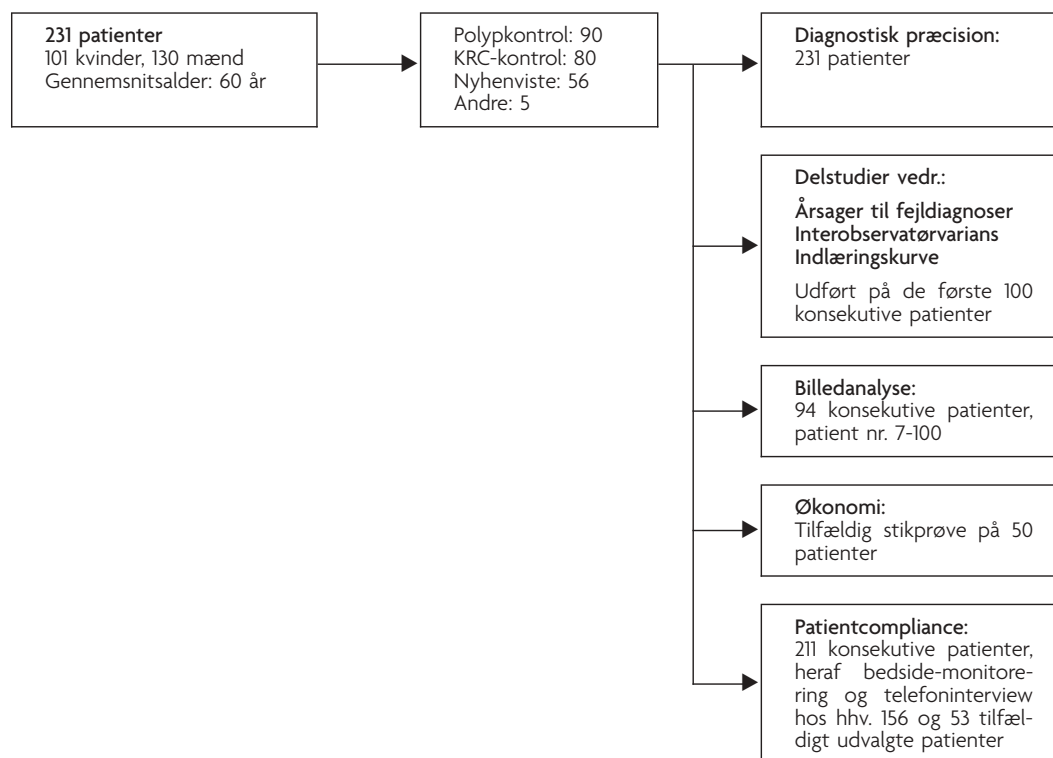 231 patienter
101 kvinder, 130 mænd
Gennemsnitsalder: 60 år
Polypkontrol: 90
KRC-kontrol: 80
Nyhenviste: 56
Andre: 5
Diagnostisk præcision:
231 patienter
Delstudier vedr.:
Årsager til fejldiagnoser
Interobservatørvarians
Indlæringskurve
Udført på de første 100
konsekutive patienter
Billedanalyse:
94 konsekutive patienter,
patient nr. 7-100
Økonomi:
Tilfældig stikprøve på 50
patienter
Patientcompliance:
211 konsekutive patienter,
heraf bedside-monitore-
ring og telefoninterview
hos hhv. 156 og 53 tilfæl-
digt udvalgte patienter